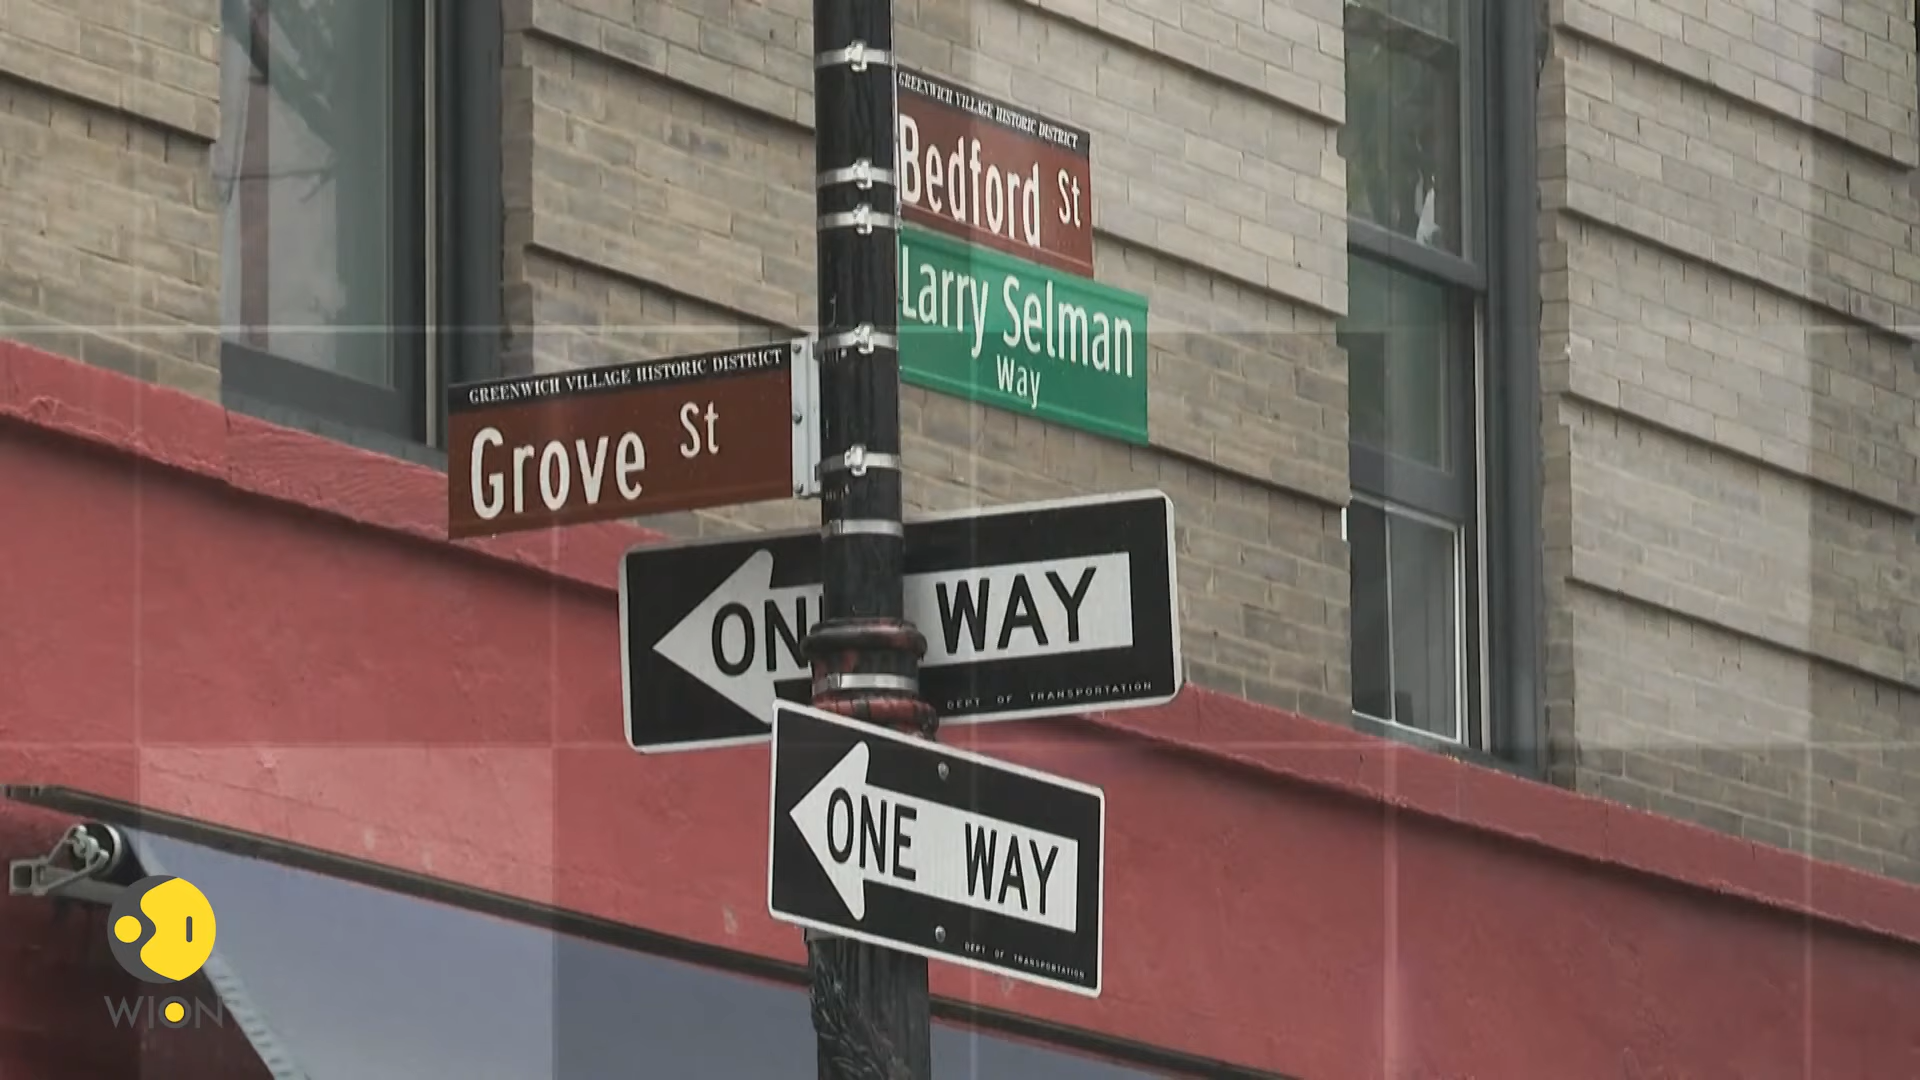 GREENWICH VILLAGE HISTORIC DISTRICT
Bedford St
Larry Selman
Way
GREENWICH VILLAGE HISTORIC DISTRICT
Grove St
ONE WAY
DEPT OF TRANSPORTATION
ONE WAY
DEPT OF TRANSPORTATION
WION